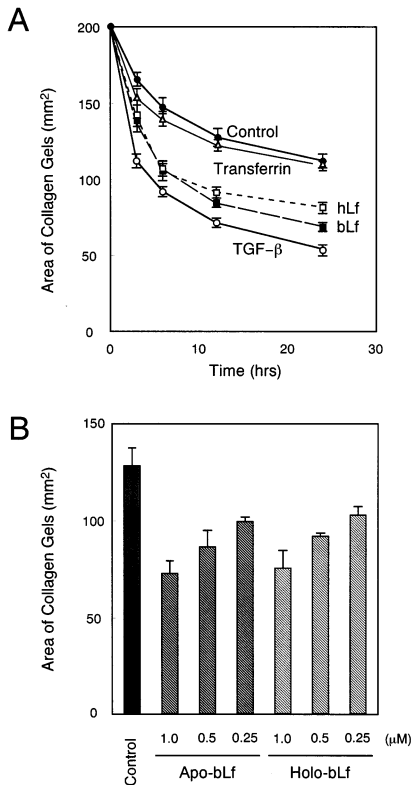 A
200
150
100
50
0
Area of Collagen Gels (mm²)
Control
Transferrin
hLf
bLf
TGF-β
0 10 20 30
Time (hrs)
B
150
100
50
0
Area of Collagen Gels (mm²)
Control
1.0 0.5 0.25 1.0 0.5 0.25 (μM)
Apo-bLf Holo-bLf